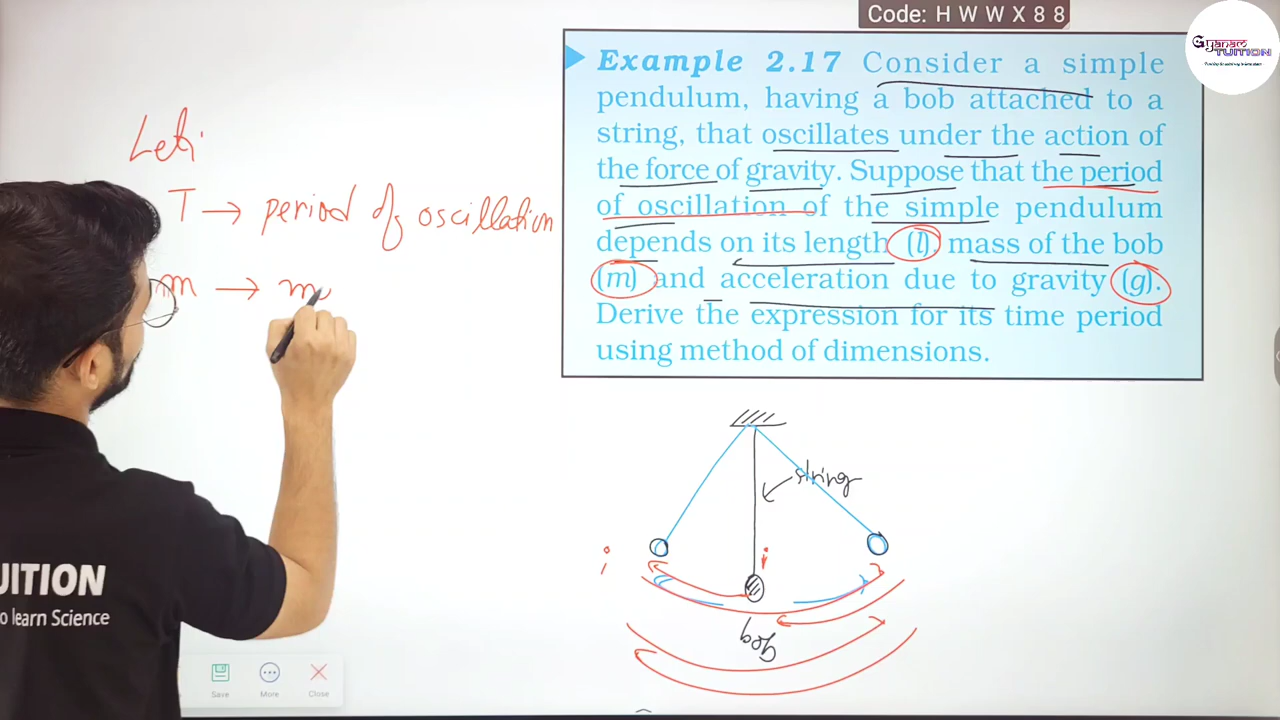 Code: H W W X 8 8
Gyanam
TUITION
Example 2.17 Consider a simple
pendulum, having a bob attached to a
string, that oscillates under the action of
the force of gravity. Suppose that the period
of oscillation of the simple pendulum
depends on its length (l), mass of the bob
(m) and acceleration due to gravity (g).
Derive the expression for its time period
using method of dimensions.
Let:
T → period of oscillation
m → m
string
bob
UITION
o learn Science
Save
More
Close